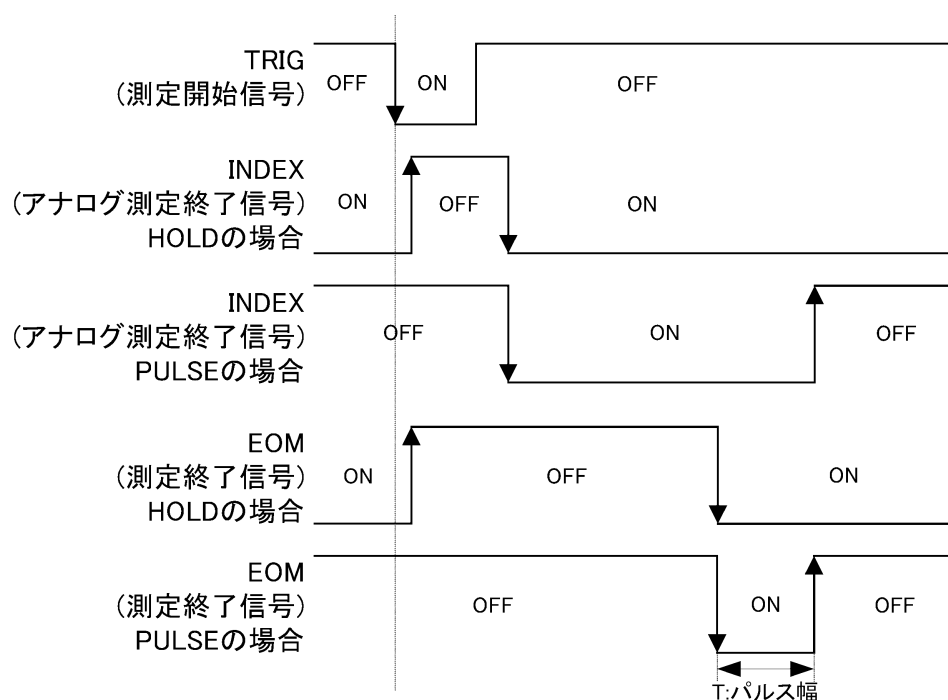 TRIG
(測定開始信号)
OFF
ON
OFF
INDEX
(アナログ測定終了信号)
HOLDの場合
ON
OFF
ON
INDEX
(アナログ測定終了信号)
PULSEの場合
OFF
ON
OFF
EOM
(測定終了信号)
HOLDの場合
ON
OFF
ON
EOM
(測定終了信号)
PULSEの場合
OFF
ON
OFF
T:パルス幅